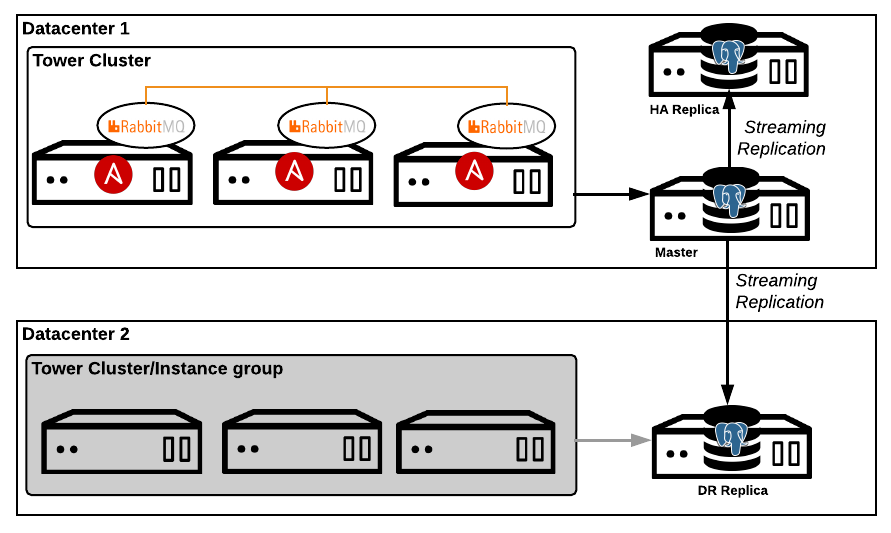 Datacenter 1
Tower Cluster
RabbitMQ
RabbitMQ
RabbitMQ
HA Replica
Streaming
Replication
Master
Streaming
Replication
Datacenter 2
Tower Cluster/Instance group
DR Replica